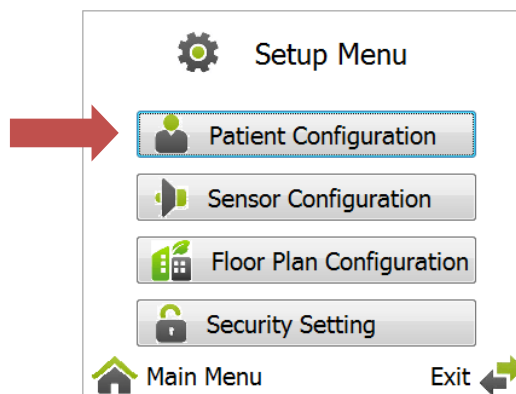 Setup Menu
Patient Configuration
Sensor Configuration
Floor Plan Configuration
Security Setting
Main Menu Exit